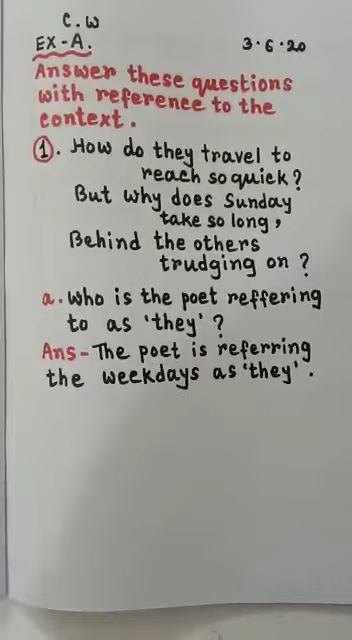 C.W
EX-A.
3.6.20
Answer these questions
with reference to the
context.
1. How do they travel to
reach so quick?
But why does Sunday
take so long,
Behind the others
trudging on?
a. Who is the poet reffering
to as 'they'?
Ans- The poet is referring
the weekdays as 'they'.